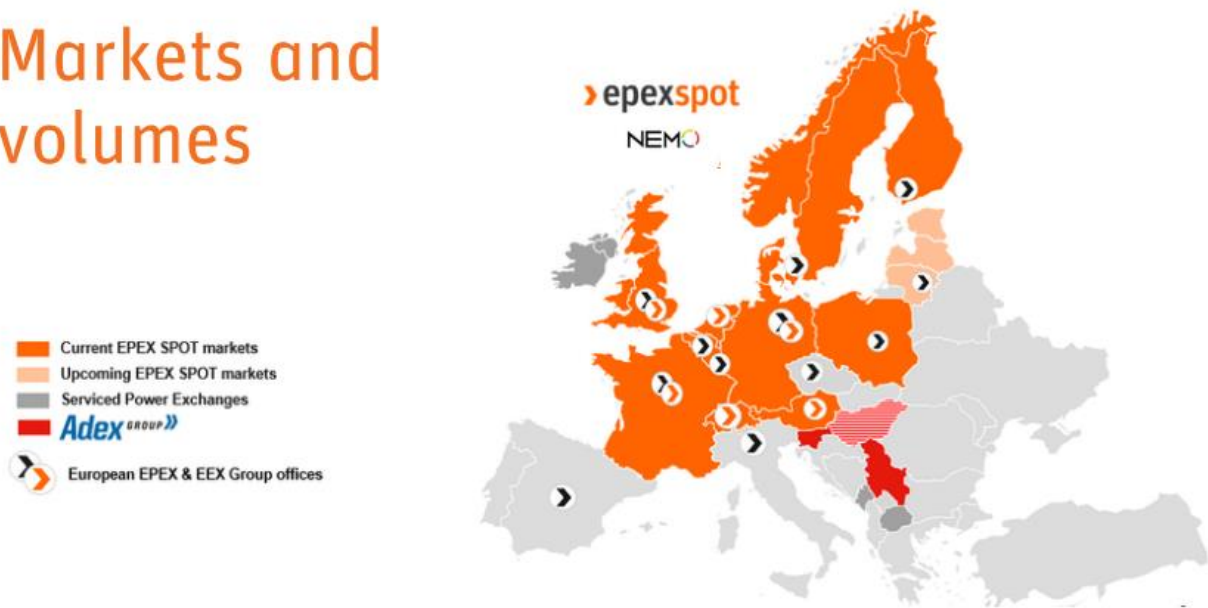 Markets and
volumes
epexspot
NEMO
Current EPEX SPOT markets
Upcoming EPEX SPOT markets
Serviced Power Exchanges
Adex GROUP
European EPEX & EEX Group offices